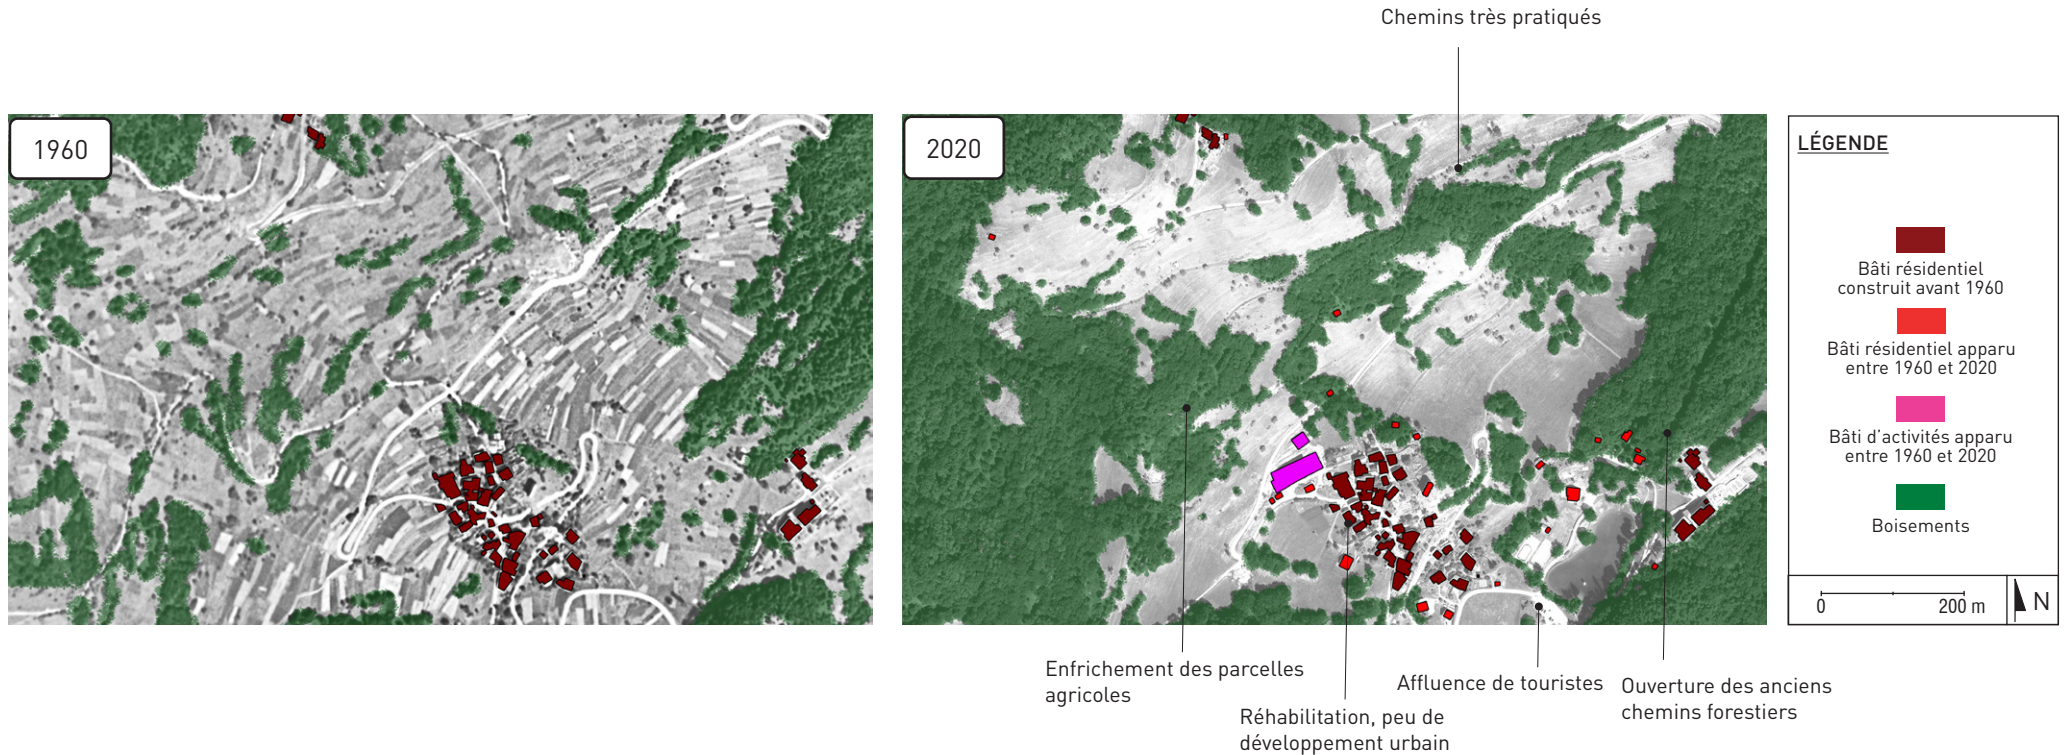 Chemins très pratiqués
1960
2020
LÉGENDE
Bâti résidentiel
construit avant 1960
Bâti résidentiel apparu
entre 1960 et 2020
Bâti d'activités apparu
entre 1960 et 2020
Boisements
0 200 m N
Enfrichement des parcelles
agricoles
Réhabilitation, peu de
développement urbain
Affluence de touristes
Ouverture des anciens
chemins forestiers